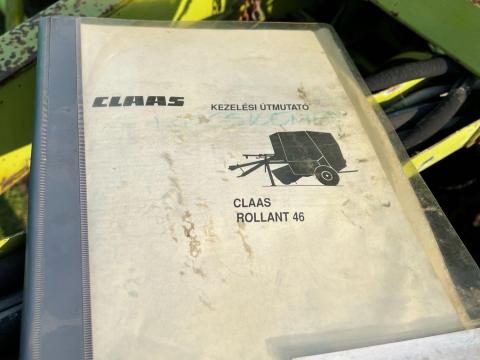 CLAAS
KEZELÉSI ÚTMUTATÓ
CLAAS
ROLLANT 46